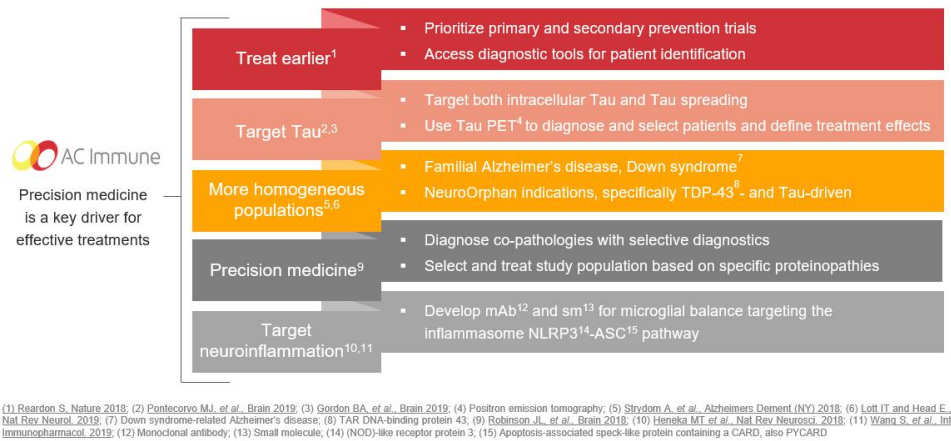 AC Immune
Precision medicine
is a key driver for
effective treatments
Treat earlier1
▪ Prioritize primary and secondary prevention trials
▪ Access diagnostic tools for patient identification
Target Tau2,3
▪ Target both intracellular Tau and Tau spreading
▪ Use Tau PET4 to diagnose and select patients and define treatment effects
More homogeneous
populations5,6
▪ Familial Alzheimer's disease, Down syndrome7
▪ NeuroOrphan indications, specifically TDP-438- and Tau-driven
Precision medicine9
▪ Diagnose co-pathologies with selective diagnostics
▪ Select and treat study population based on specific proteinopathies
Target
neuroinflammation10,11
▪ Develop mAb12 and sm13 for microglial balance targeting the
inflammasome NLRP314-ASC15 pathway
(1) Reardon S, Nature 2018; (2) Pontecorvo MJ, et al., Brain 2019; (3) Gordon BA, et al., Brain 2019; (4) Positron emission tomography; (5) Strydom A, et al., Alzheimers Dement (NY) 2018; (6) Lott IT and Head E.,
Nat Rev Neurol. 2019; (7) Down syndrome-related Alzheimer's disease; (8) TAR DNA-binding protein 43; (9) Robinson JL, et al., Brain 2018; (10) Heneka MT et al., Nat Rev Neurosci. 2018; (11) Wang S. et al., Int
Immunopharmacol. 2019; (12) Monoclonal antibody; (13) Small molecule; (14) (NOD)-like receptor protein 3; (15) Apoptosis-associated speck-like protein containing a CARD, also PYCARD